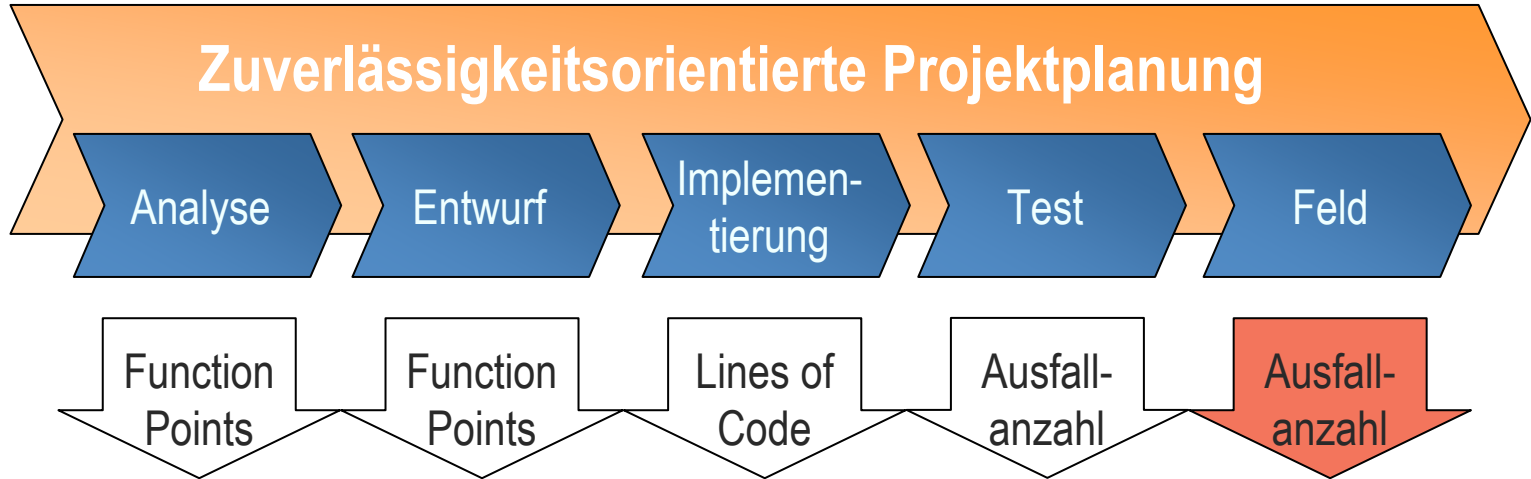 Zuverlässigkeitsorientierte Projektplanung
Analyse
Entwurf
Implemen-
tierung
Test
Feld
Function
Points
Function
Points
Lines of
Code
Ausfall-
anzahl
Ausfall-
anzahl